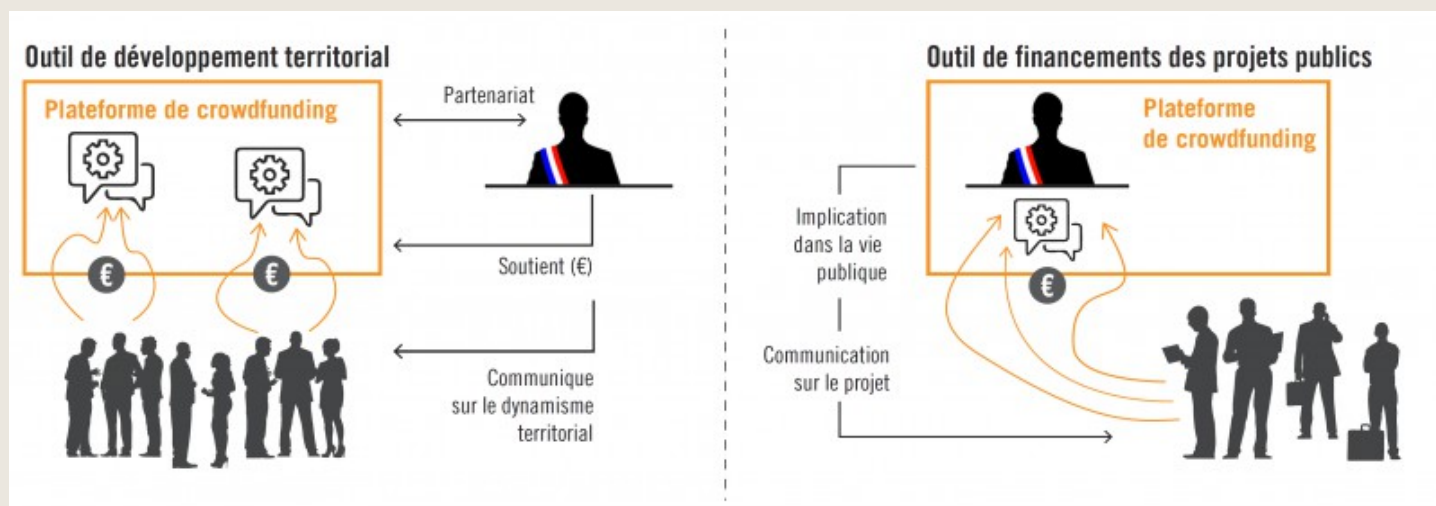 Outil de développement territorial
Plateforme de crowdfunding
€
€
Partenariat
Soutient (€)
Communique
sur le dynamisme
territorial
Outil de financements des projets publics
Plateforme
de crowdfunding
€
Implication
dans la vie
publique
Communication
sur le projet